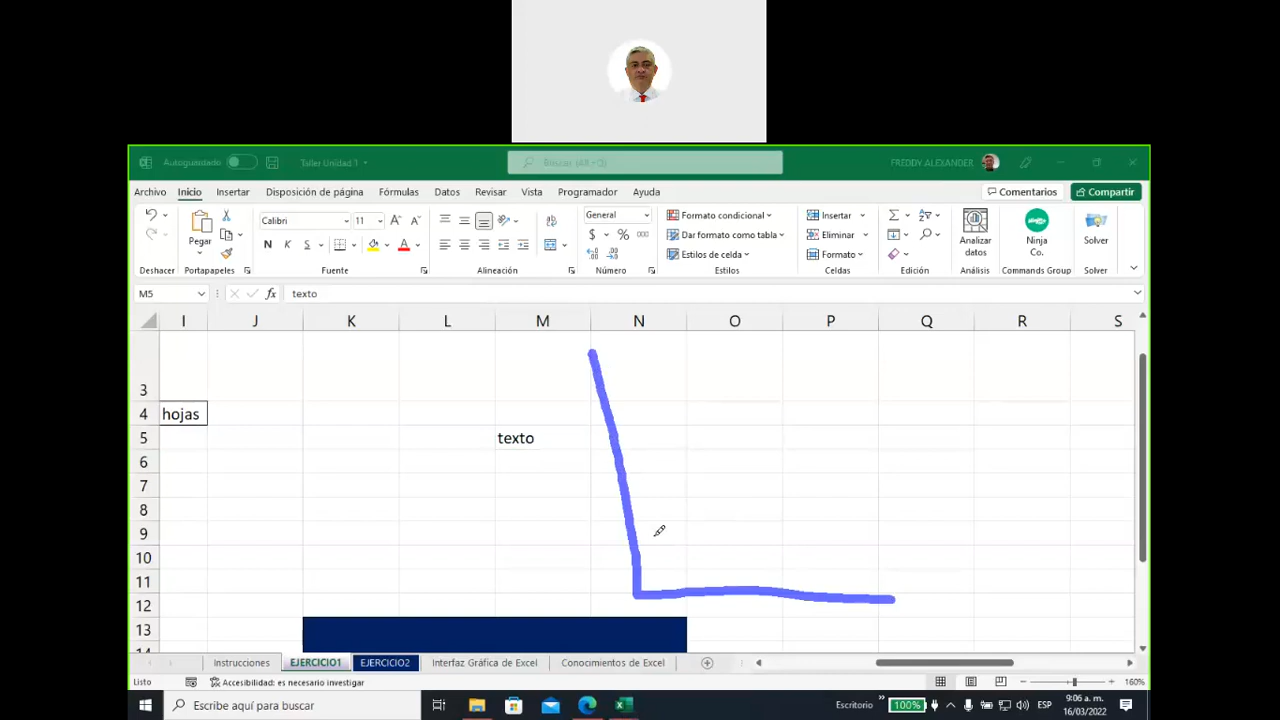 Autoguardado
Taller Unidad 1
Buscar (Alt +Q)
FREDDY ALEXANDER
Archivo Inicio Insertar Disposición de página Fórmulas Datos Revisar Vista Programador Ayuda Comentarios Compartir
Pegar
Calibri 11
N K S
General
$ % 000
Formato condicional
Dar formato como tabla
Estilos de celda
Insertar
Eliminar
Formato
Analizar datos
Ninja Co.
Solver
Deshacer Portapapeles Fuente Alineación Número Estilos Celdas Edición Análisis Commands Group Solver
M5 fx texto
I J K L M N O P Q R S
3
4 hojas
5 texto
6
7
8
9
10
11
12
13
Instrucciones EJERCICIO1 EJERCICIO2 Interfaz Gráfica de Excel Conocimientos de Excel
Listo Accesibilidad: es necesario investigar 160%
Escribe aquí para buscar Escritorio 100% ESP 9:06 a. m.
16/03/2022